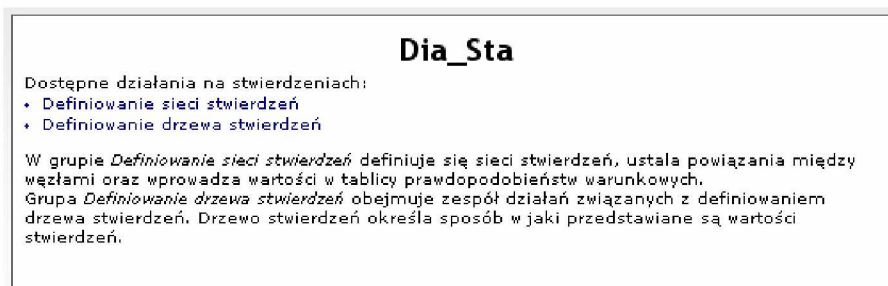 Dia_Sta
Dostępne działania na stwierdzeniach:
• Definiowanie sieci stwierdzeń
• Definiowanie drzewa stwierdzeń
W grupie Definiowanie sieci stwierdzeń definiuje się sieci stwierdzeń, ustala powiązania między
węzłami oraz wprowadza wartości w tablicy prawdopodobieństw warunkowych.
Grupa Definiowanie drzewa stwierdzeń obejmuje zespół działań związanych z definiowaniem
drzewa stwierdzeń. Drzewo stwierdzeń określa sposób w jaki przedstawiane są wartości
stwierdzeń.